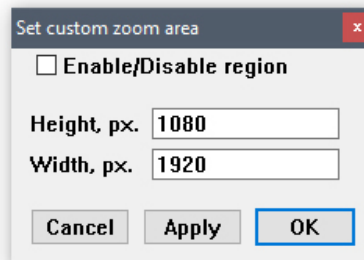 Set custom zoom area
x
Enable/Disable region
Height, px. 1080
Width, px. 1920
Cancel Apply OK